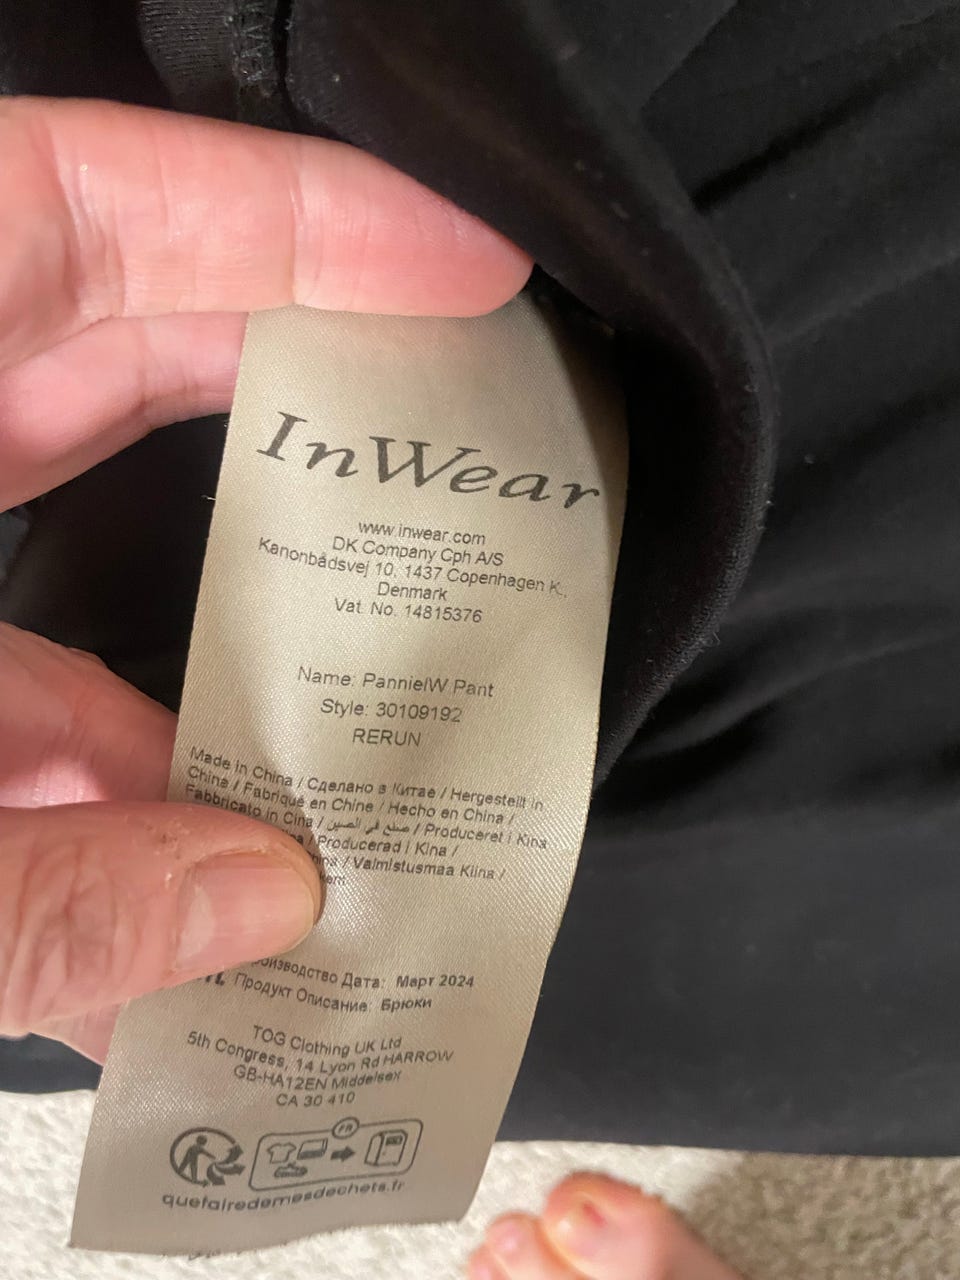 InWear
www.inwear.com
DK Company Cph A/S
Kanonbådsvej 10, 1437 Copenhagen K.,
Denmark
Vat. No. 14815376
Name: PannieIW Pant
Style: 30109192
RERUN
Made in China / Сделано в Китае / Hergestellt in
China / Fabriqué en Chine / Hecho en China /
Fabbricato in Cina / صنع في الصين / Produceret i Kina
/ Producerad i Kina /
/ Valmistusmaa Kiina /
Дата: Март 2024
Продукт Описание: Брюки
TOG Clothing UK Ltd
5th Congress, 14 Lyon Rd HARROW
GB-HA12EN Middelsex
CA 30 410
FR
quefairedemesdechets.fr